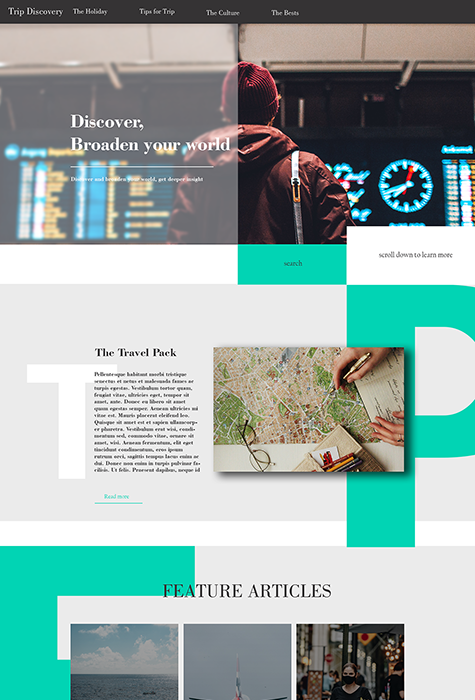 Trip Discovery The Holiday Tips for Trip The Culture The Bests
Discover,
Broaden your world
Discover and broaden your world, get deeper insight
search
scroll down to learn more
T
P
The Travel Pack
Pellentesque habitant morbi tristique
senectus et netus et malesuada fames ac
turpis egestas. Vestibulum tortor quam,
feugiat vitae, ultricies eget, tempor sit
amet, ante. Donec eu libero sit amet
quam egestas semper. Aenean ultricies mi
vitae est. Mauris placerat eleifend leo.
Quisque sit amet est et sapien ullamcorp-
er pharetra. Vestibulum erat wisi, condi-
mentum sed, commodo vitae, ornare sit
amet, wisi. Aenean fermentum, elit eget
tincidunt condimentum, eros ipsum
rutrum orci, sagittis tempus lacus enim ac
dui. Donec non enim in turpis pulvinar fa-
cilisis. Ut felis. Praesent dapibus, neque id
Read more
FEATURE ARTICLES